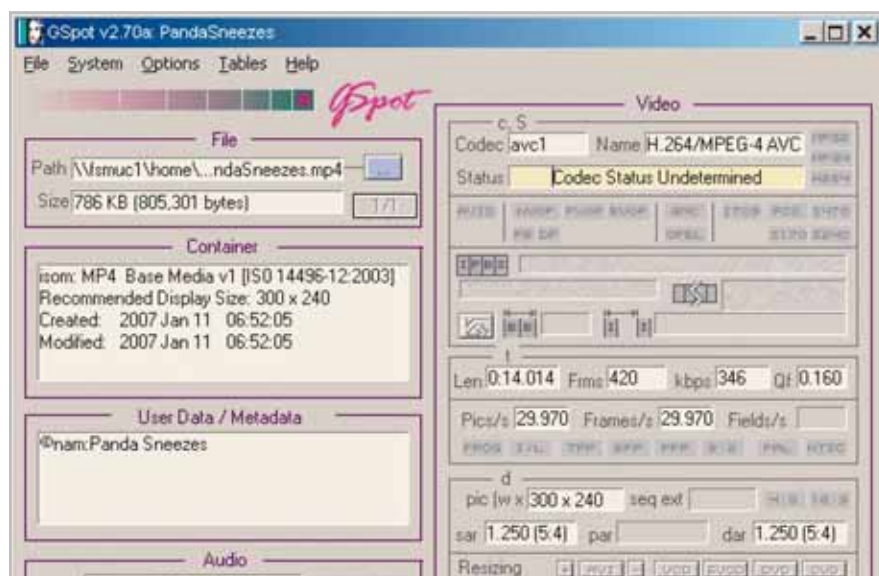 GSpot v2.70a: PandaSneezes
File System Options Tables Help
GSpot
File
Path \\fsmuc1\home\...ndaSneezes.mp4 ...
Size 786 KB (805,301 bytes) 1/1
Container
isom: MP4 Base Media v1 [ISO 14496-12:2003]
Recommended Display Size: 300 x 240
Created: 2007 Jan 11 06:52:05
Modified: 2007 Jan 11 06:52:05
User Data / Metadata
©nam:Panda Sneezes
Audio
Video
c, S
Codec avc1 Name H.264/MPEG-4 AVC
Status Codec Status Undetermined
t
Len 0:14.014 Frms 420 kbps 346 Qf 0.160
Pics/s 29.970 Frames/s 29.970 Fields/s
PAL NTSC
d
pic (w x 300 x 240 seq ext
sar 1.250 (5:4) par dar 1.250 (5:4)
Resizing